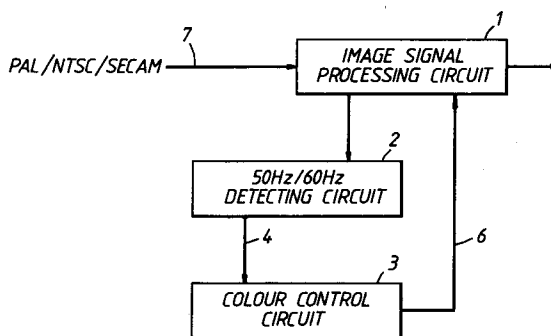 7
1
PAL/NTSC/SECAM
IMAGE SIGNAL
PROCESSING CIRCUIT
2
50Hz/60Hz
DETECTING CIRCUIT
4
6
3
COLOUR CONTROL
CIRCUIT